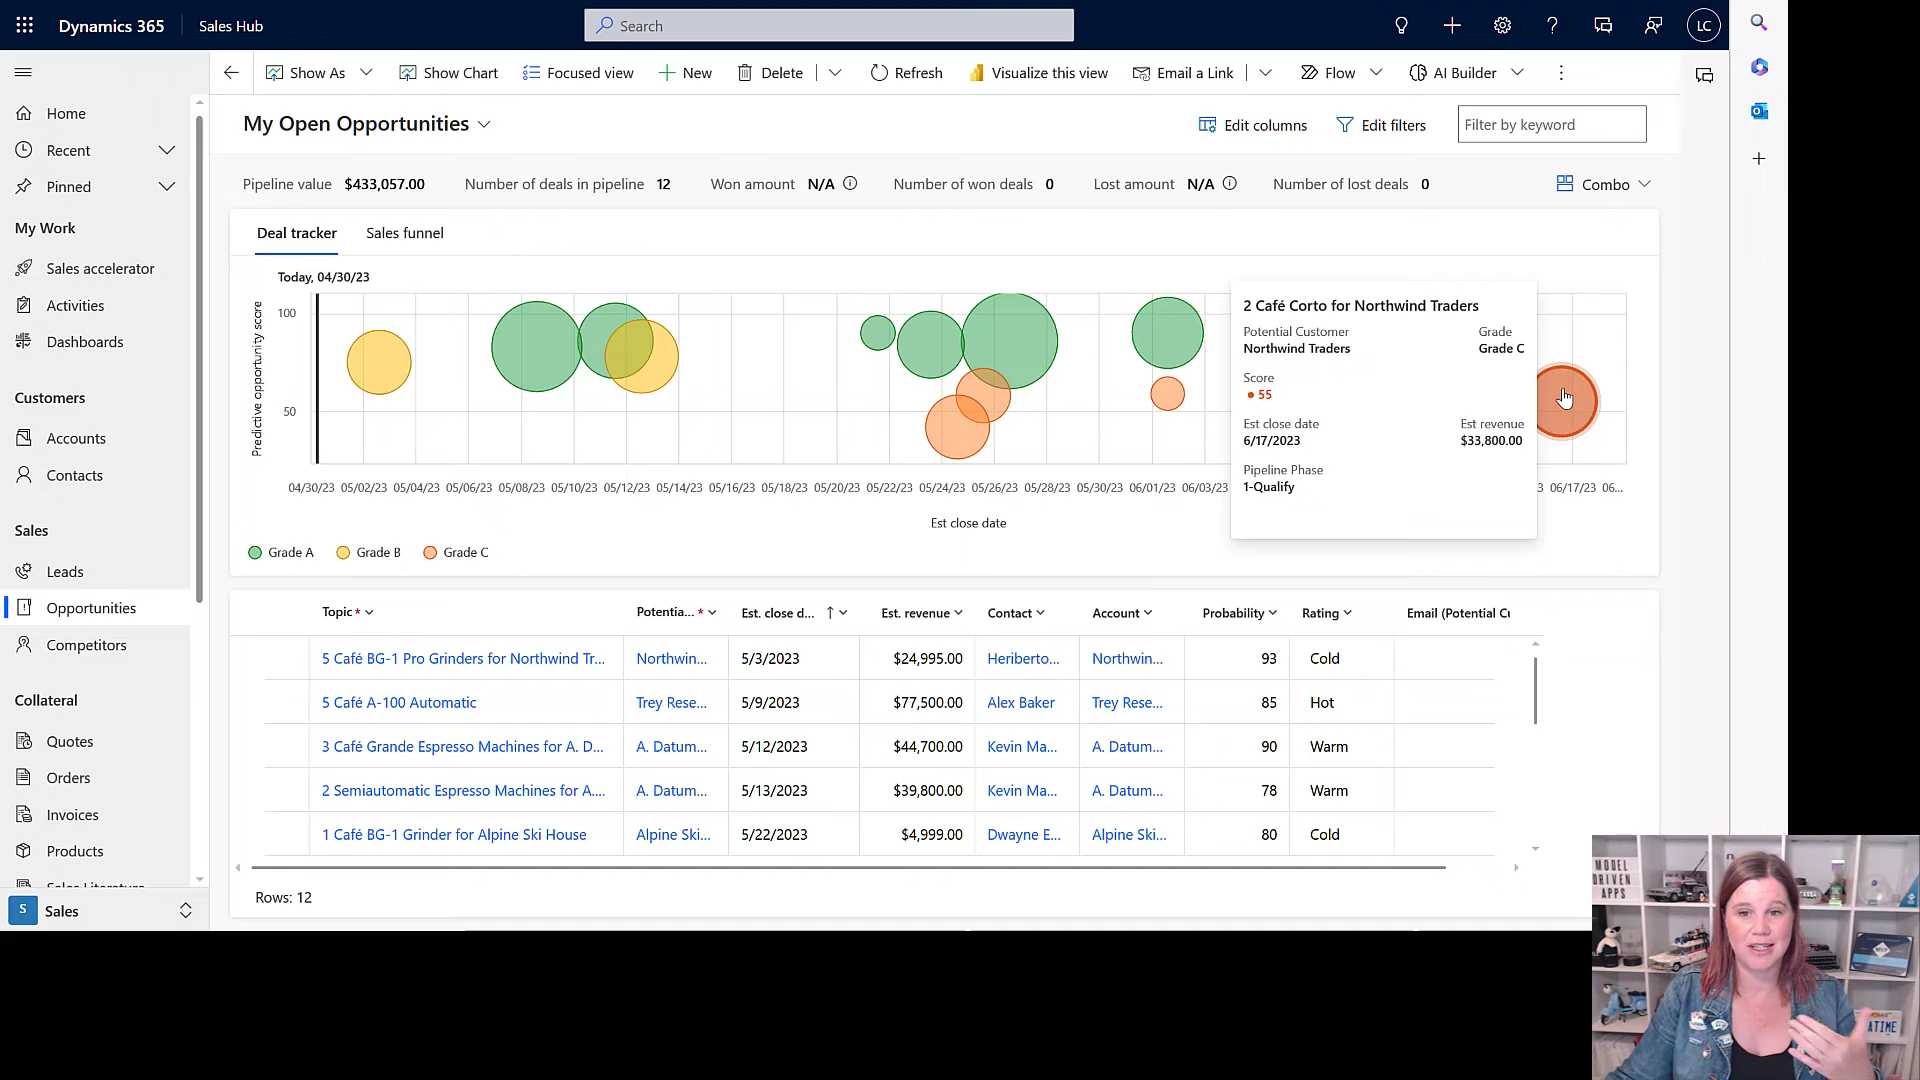 Dynamics 365
Sales Hub
Search
LC
Show As
Show Chart
Focused view
New
Delete
Refresh
Visualize this view
Email a Link
Flow
AI Builder
Home
Recent
Pinned
My Work
Sales accelerator
Activities
Dashboards
Customers
Accounts
Contacts
Sales
Leads
Opportunities
Competitors
Collateral
Quotes
Orders
Invoices
Products
Sales Literature
S Sales
My Open Opportunities
Edit columns
Edit filters
Filter by keyword
Pipeline value $433,057.00
Number of deals in pipeline 12
Won amount N/A
Number of won deals 0
Lost amount N/A
Number of lost deals 0
Combo
Deal tracker
Sales funnel
Today, 04/30/23
Predictive opportunity score
100
50
04/30/23 05/02/23 05/04/23 05/06/23 05/08/23 05/10/23 05/12/23 05/14/23 05/16/23 05/18/23 05/20/23 05/22/23 05/24/23 05/26/23 05/28/23 05/30/23 06/01/23 06/03/23 3 06/17/23 06...
Est close date
Grade A
Grade B
Grade C
2 Café Corto for Northwind Traders
Potential Customer Grade
Northwind Traders Grade C
Score
55
Est close date Est revenue
6/17/2023 $33,800.00
Pipeline Phase
1-Qualify
Topic* Potentia... * Est. close d... ↑ Est. revenue Contact Account Probability Rating Email (Potential Cu
5 Café BG-1 Pro Grinders for Northwind Tr... Northwin... 5/3/2023 $24,995.00 Heriberto... Northwin... 93 Cold
5 Café A-100 Automatic Trey Rese... 5/9/2023 $77,500.00 Alex Baker Trey Rese... 85 Hot
3 Café Grande Espresso Machines for A. D... A. Datum... 5/12/2023 $44,700.00 Kevin Ma... A. Datum... 90 Warm
2 Semiautomatic Espresso Machines for A.... A. Datum... 5/13/2023 $39,800.00 Kevin Ma... A. Datum... 78 Warm
1 Café BG-1 Grinder for Alpine Ski House Alpine Ski... 5/22/2023 $4,999.00 Dwayne E... Alpine Ski... 80 Cold
Rows: 12
MODEL
DRIVEN
APPS
ATIME